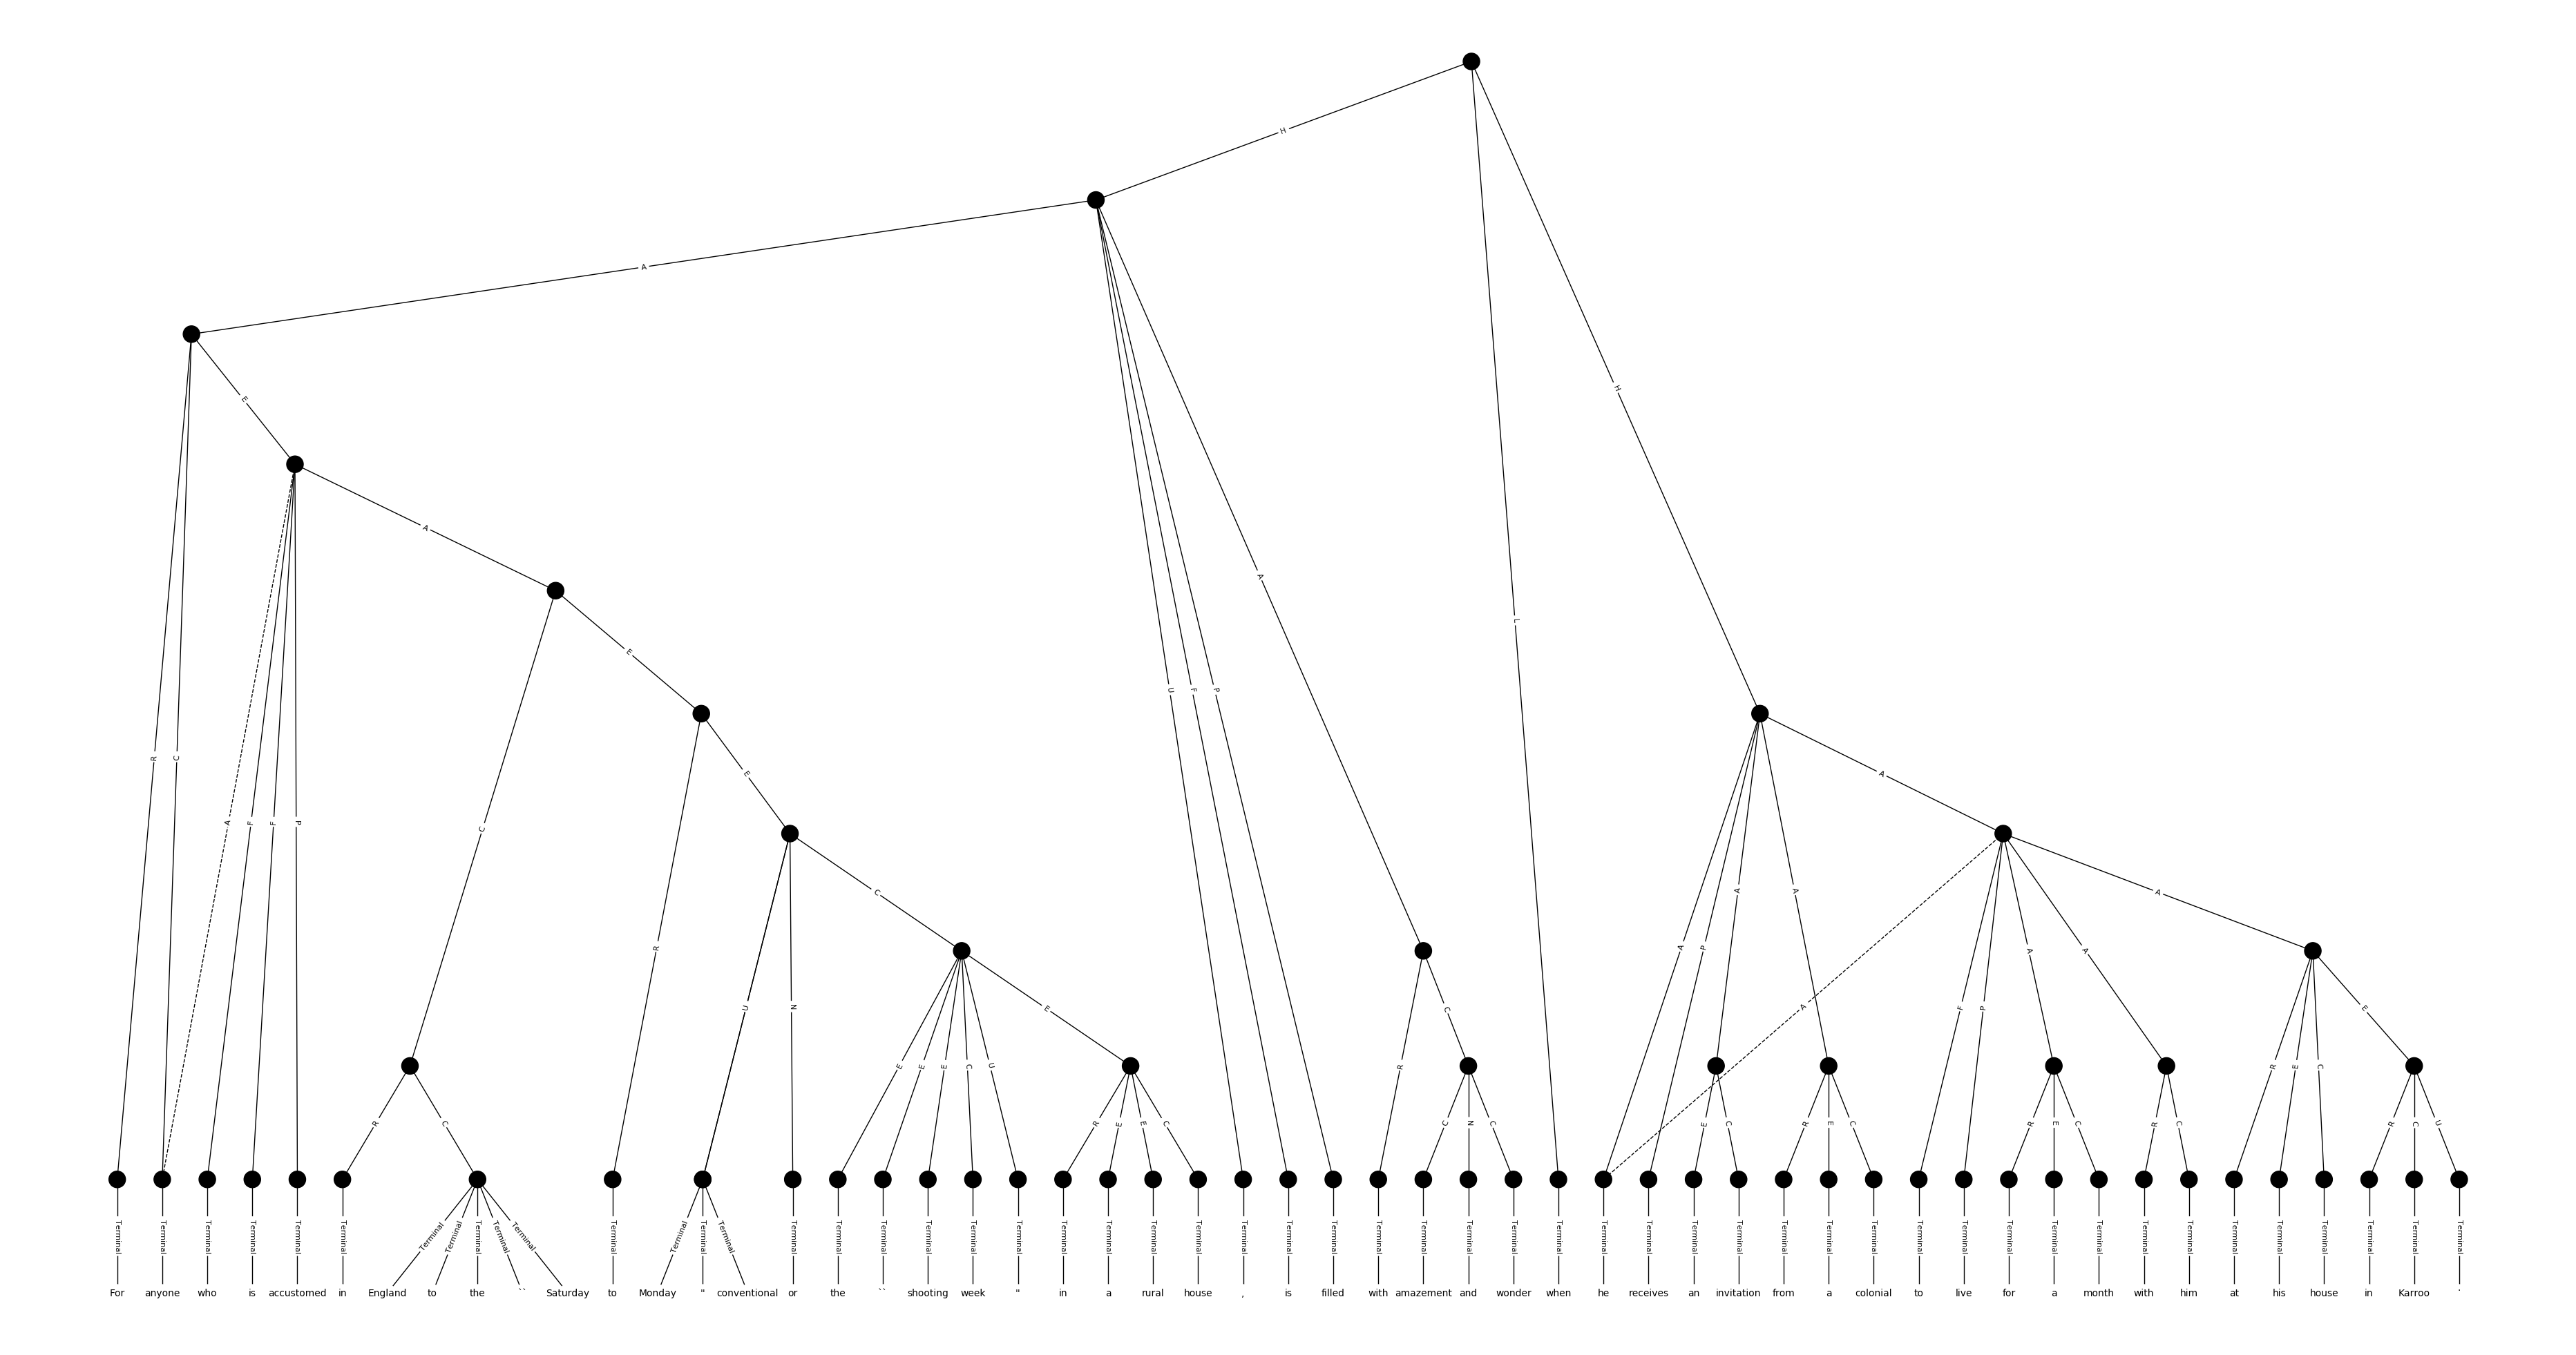 H
H
L
A
U
F
P
A
R
C
E
A
F
F
P
A
C
E
R
C
R
E
U
N
C
E
E
E
C
U
E
R
E
E
C
R
C
C
N
C
A
P
A
A
A
E
C
R
E
C
A
F
P
A
A
A
R
E
C
R
C
R
E
C
E
R
C
U
Terminal Terminal Terminal Terminal Terminal Terminal Terminal Terminal Terminal Terminal Terminal Terminal Terminal Terminal Terminal Terminal Terminal Terminal Terminal Terminal Terminal Terminal Terminal Terminal Terminal Terminal Terminal Terminal Terminal Terminal Terminal Terminal Terminal Terminal Terminal Terminal Terminal Terminal Terminal Terminal Terminal Terminal Terminal Terminal Terminal Terminal Terminal Terminal Terminal Terminal Terminal Terminal Terminal
For anyone who is accustomed in England to the `` Saturday to Monday " conventional or the `` shooting week " in a rural house , is filled with amazement and wonder when he receives an invitation from a colonial to live for a month with him at his house in Karroo .